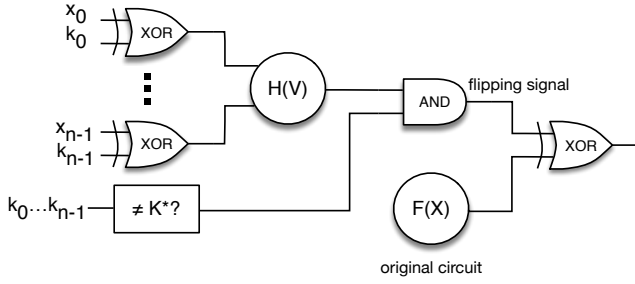 x0
k0
XOR
H(V)
AND
flipping signal
xn-1
kn-1
XOR
XOR
k0...kn-1
≠ K*?
F(X)
original circuit